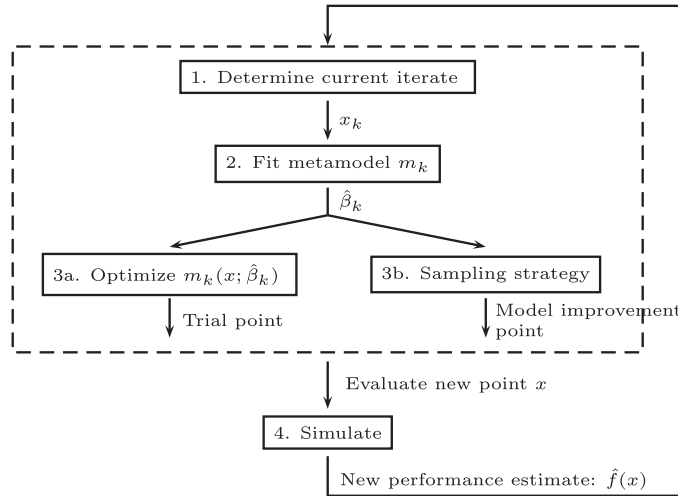 1. Determine current iterate
x_k
2. Fit metamodel m_k
β̂_k
3a. Optimize m_k(x; β̂_k)
3b. Sampling strategy
Trial point
Model improvement
point
Evaluate new point x
4. Simulate
New performance estimate: f̂(x)